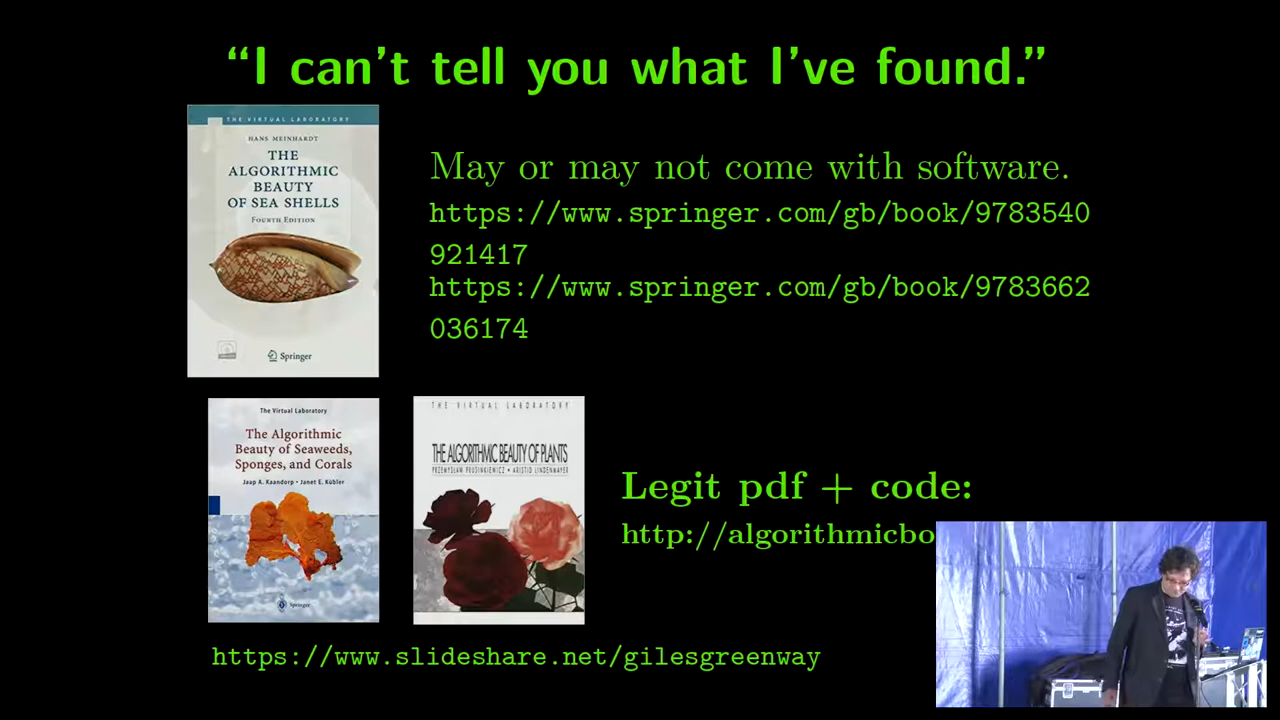 “I can’t tell you what I’ve found.”
THE VIRTUAL LABORATORY
HANS MEINHARDT
THE
ALGORITHMIC
BEAUTY
OF SEA SHELLS
FOURTH EDITION
Springer
May or may not come with software.
https://www.springer.com/gb/book/9783540
921417
https://www.springer.com/gb/book/9783662
036174
The Virtual Laboratory
The Algorithmic
Beauty of Seaweeds,
Sponges, and Corals
Jaap A. Kaandorp • Janet E. Kübler
Springer
THE VIRTUAL LABORATORY
THE ALGORITHMIC BEAUTY OF PLANTS
PRZEMYSLAW PRUSINKIEWICZ • ARISTID LINDENMAYER
Legit pdf + code:
http://algorithmicbo
https://www.slideshare.net/gilesgreenway